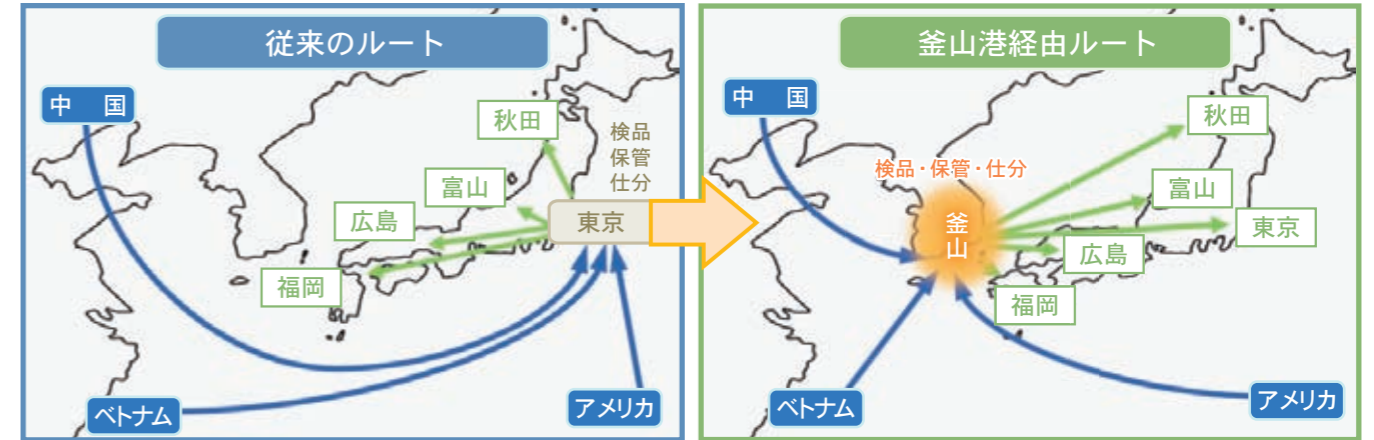 従来のルート
中 国
秋田
検品
保管
仕分
富山
広島
東京
福岡
ベトナム
アメリカ
釜山港経由ルート
中 国
秋田
検品・保管・仕分
富山
釜山
東京
広島
福岡
ベトナム
アメリカ